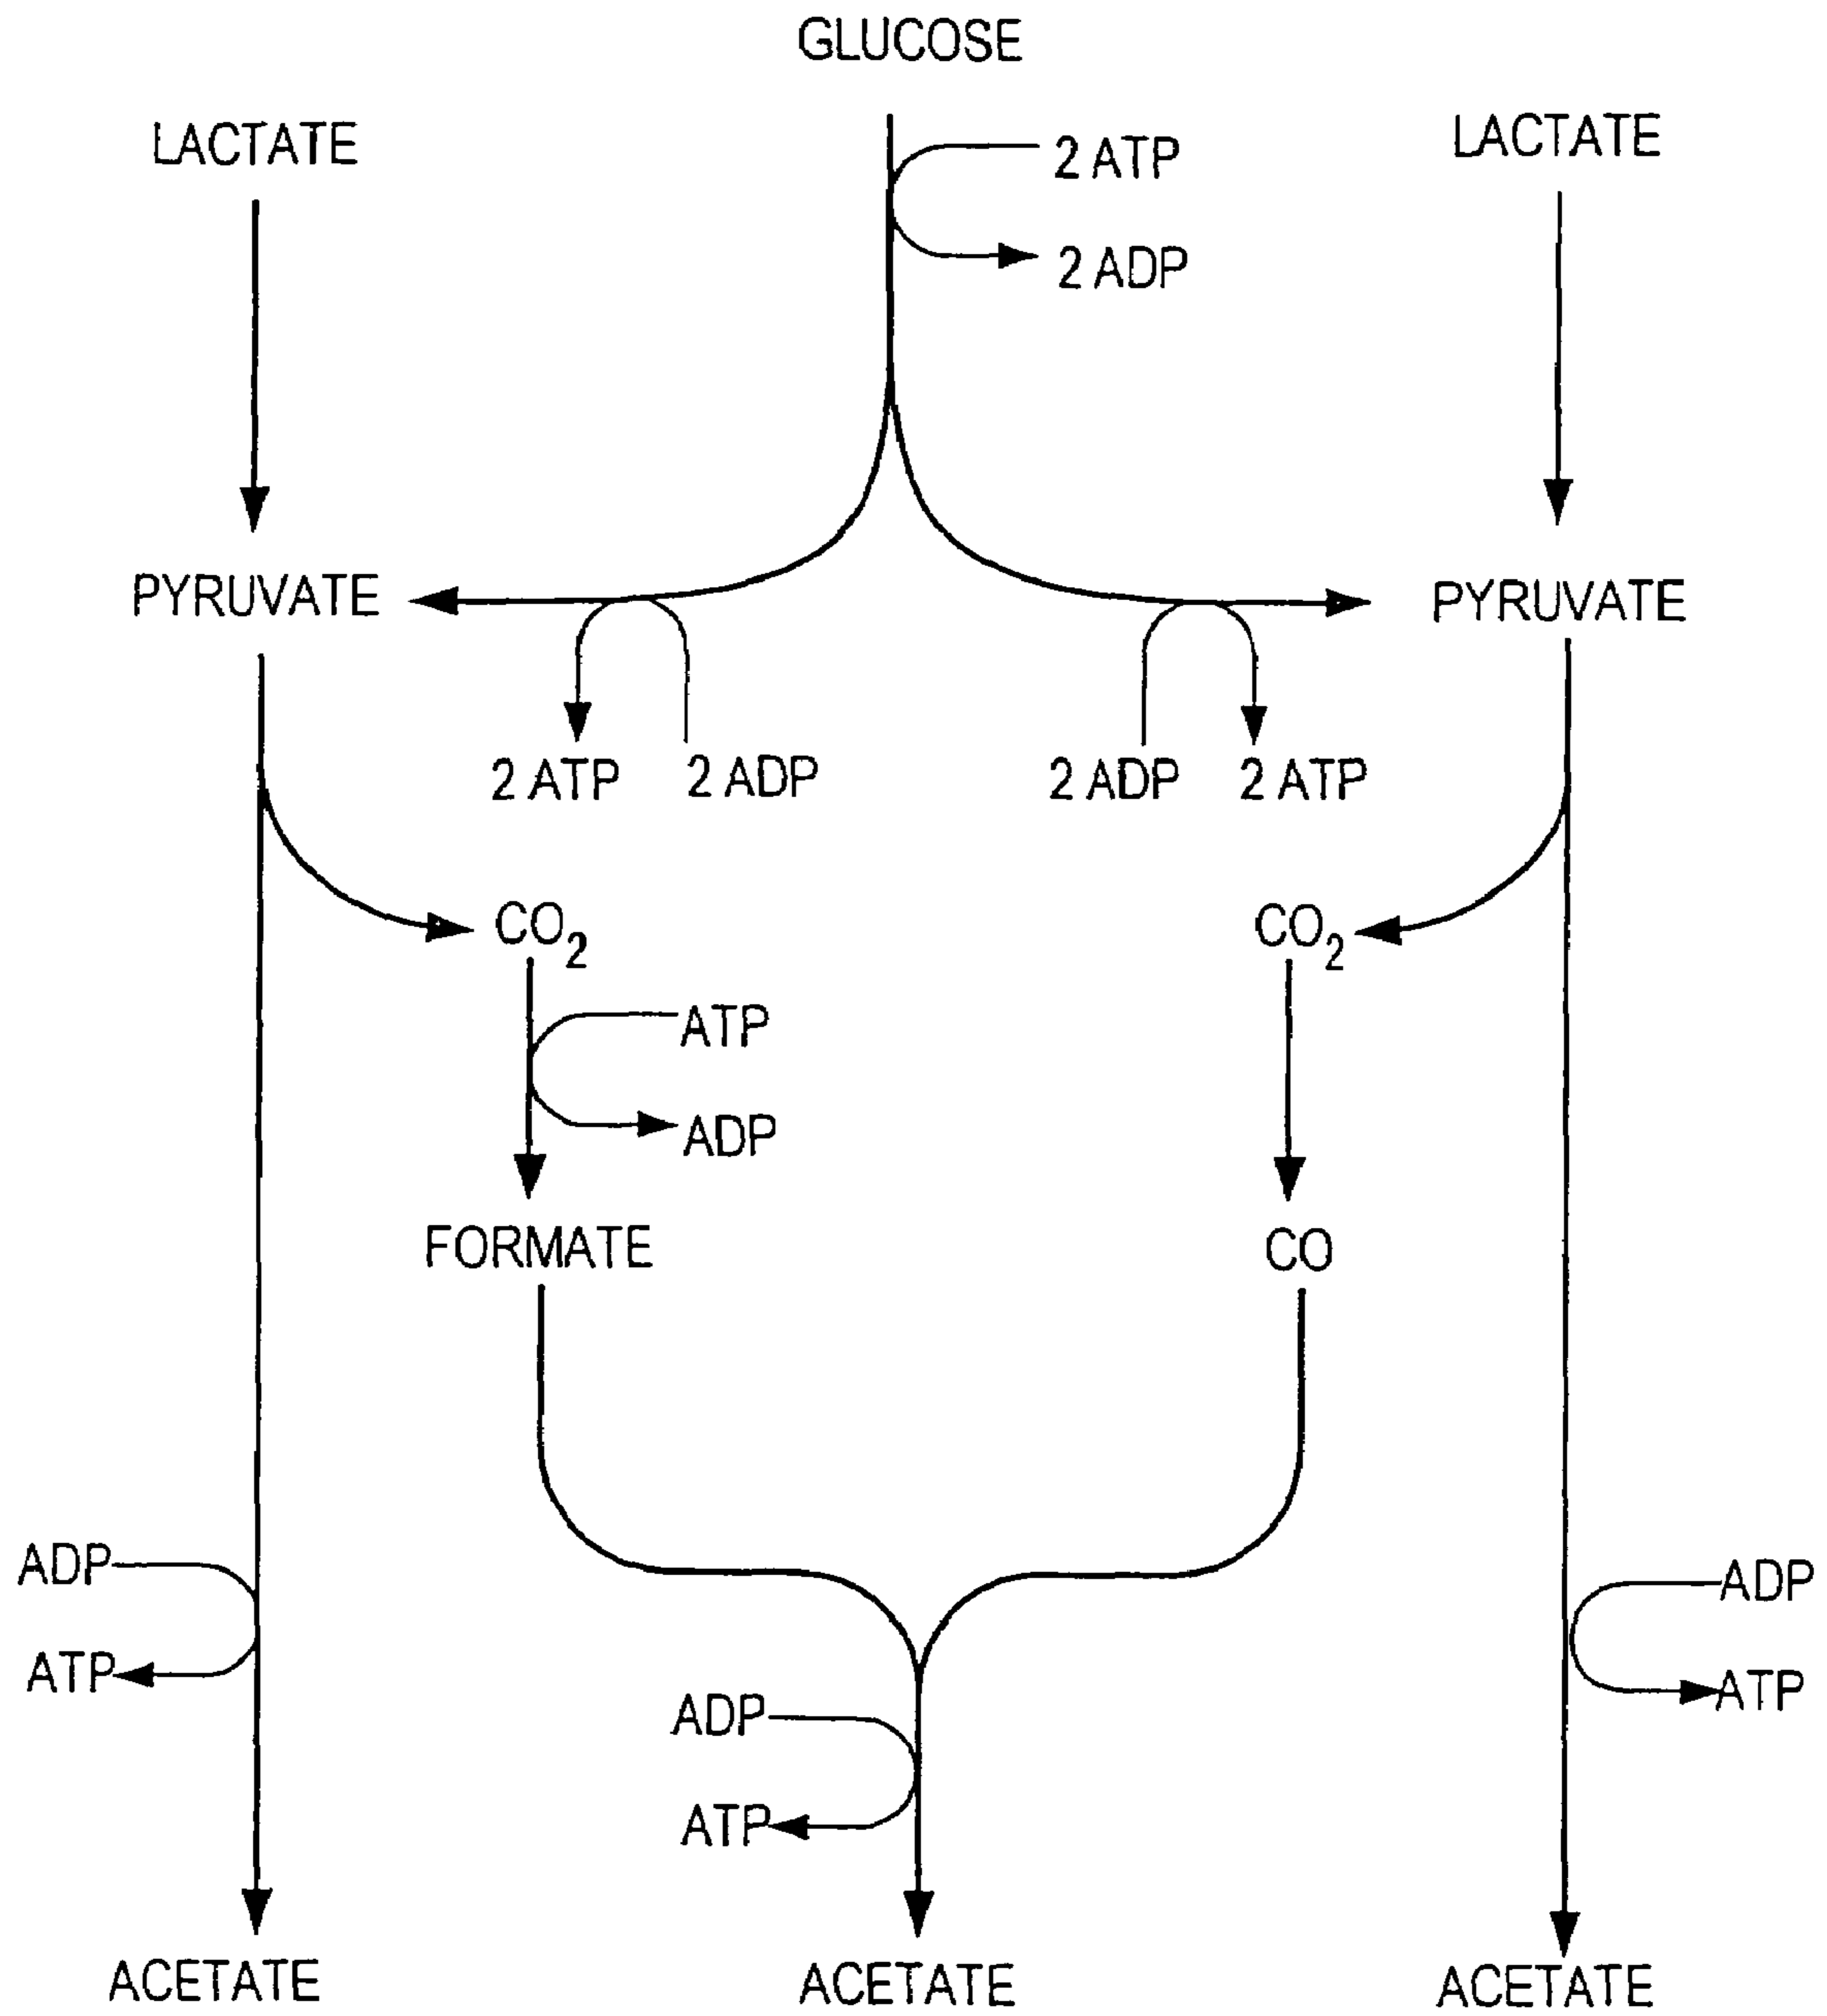 GLUCOSE
LACTATE
LACTATE
2 ATP
2 ADP
PYRUVATE
PYRUVATE
2 ATP
2 ADP
2 ADP
2 ATP
CO2
CO2
ATP
ADP
FORMATE
CO
ADP
ADP
ATP
ATP
ADP
ATP
ACETATE
ACETATE
ACETATE